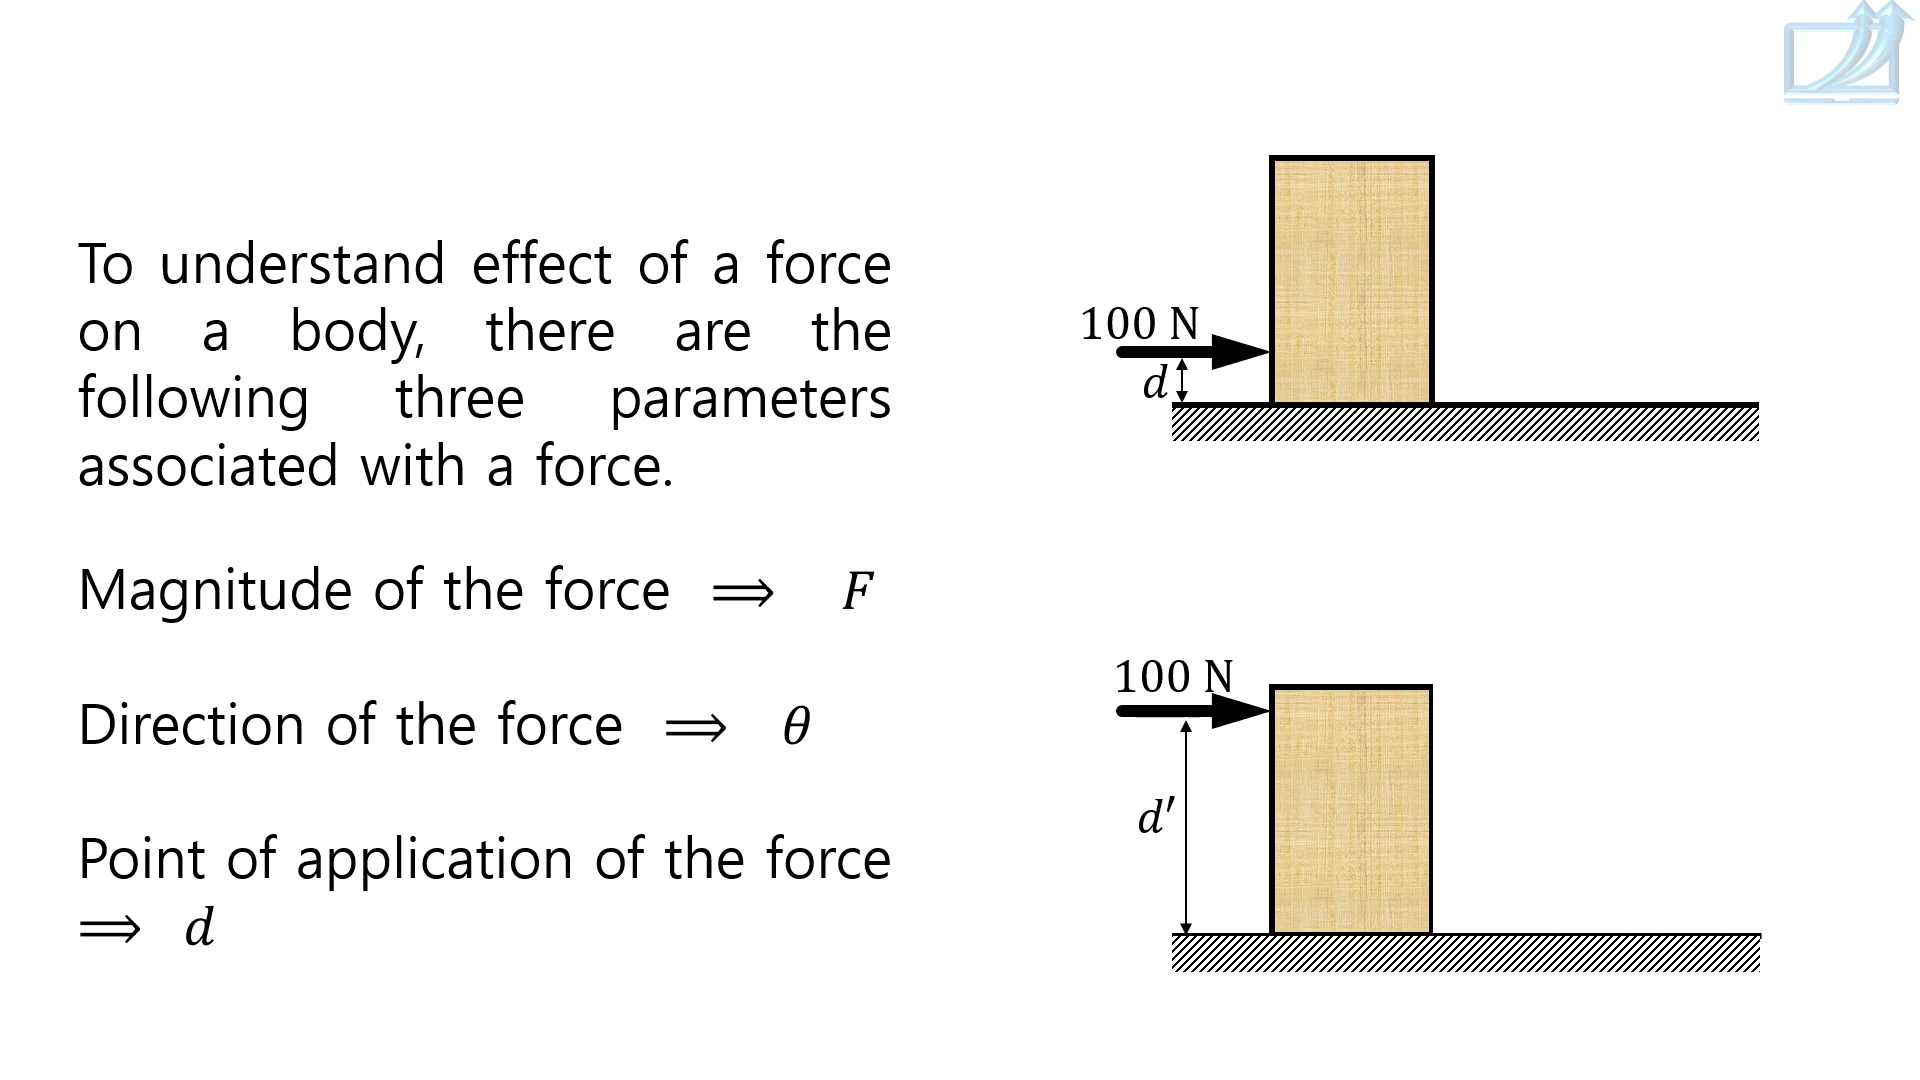 To understand effect of a force
on a body, there are the
following three parameters
associated with a force.
Magnitude of the force ⟹ F
Direction of the force ⟹ θ
Point of application of the force
⟹ d
100 N
d
100 N
d′